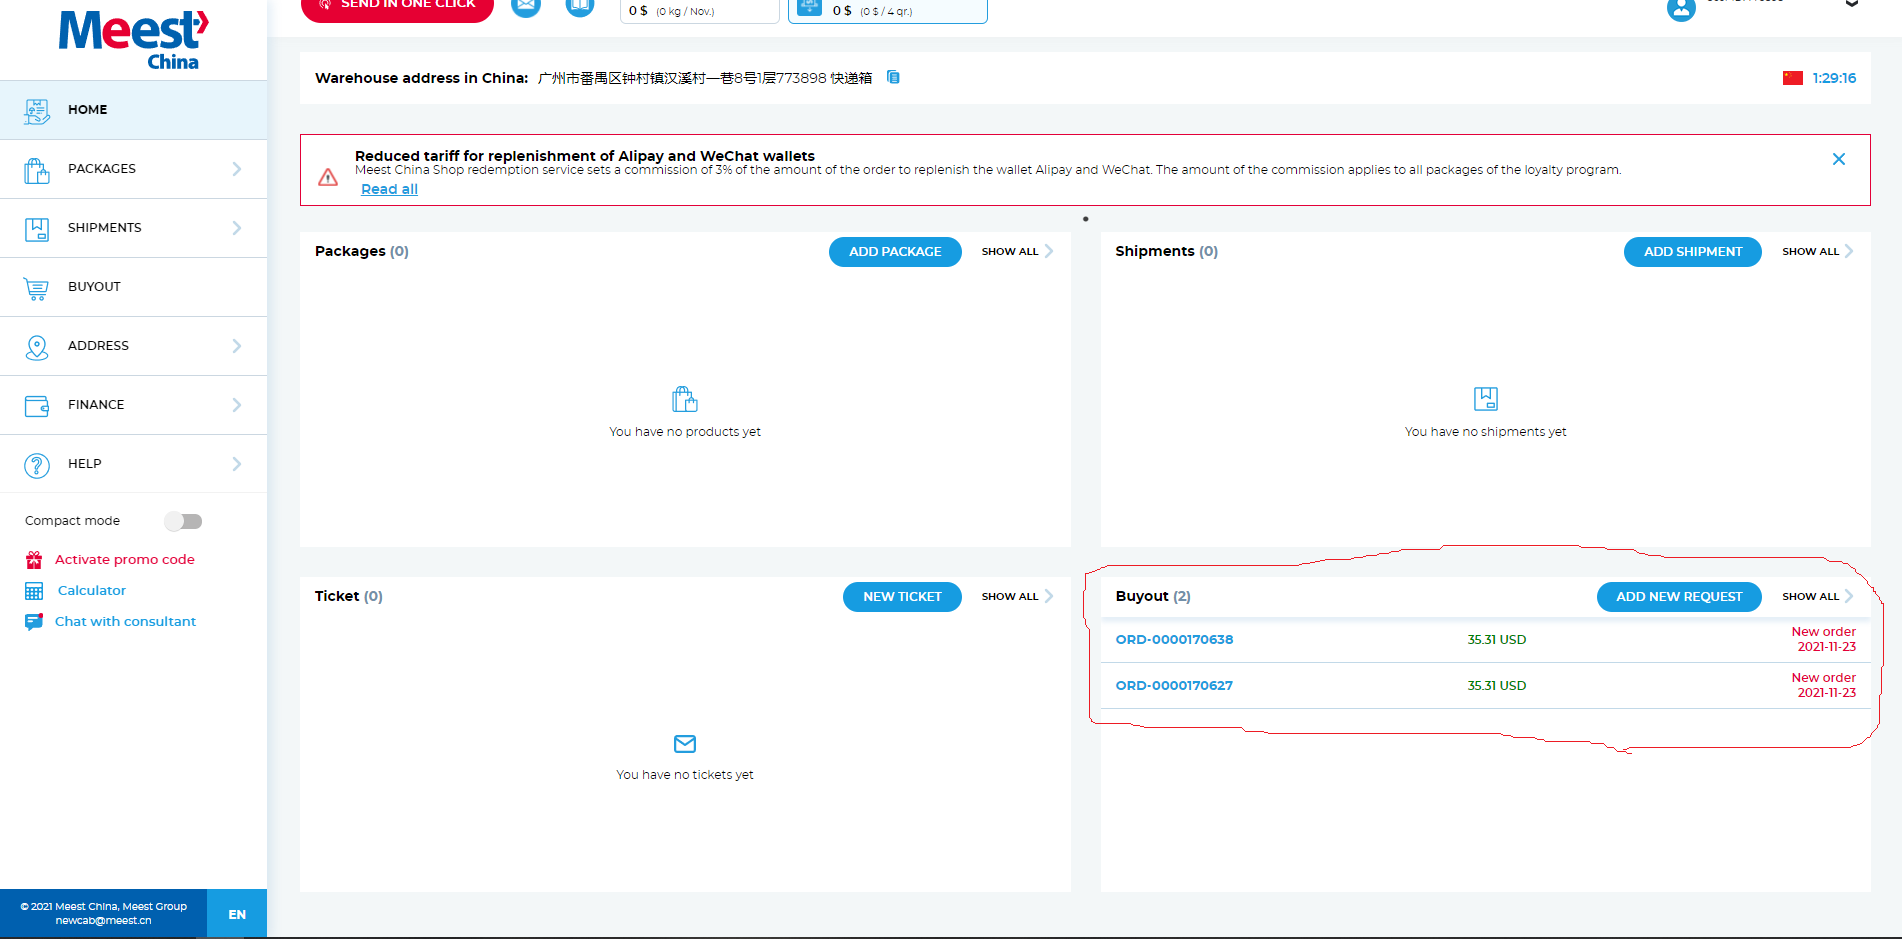 SEND IN ONE CLICK
0 $ (0 kg / Nov.)
0 $ (0 $ / 4 qr.)
Meest
China
Warehouse address in China: 广州市番禺区钟村镇汉溪村一巷8号1层773898 快递箱
1:29:16
HOME
PACKAGES
SHIPMENTS
BUYOUT
ADDRESS
FINANCE
HELP
Compact mode
Activate promo code
Calculator
Chat with consultant
© 2021 Meest China, Meest Group
newcab@meest.cn
EN
Reduced tariff for replenishment of Alipay and WeChat wallets
Meest China Shop redemption service sets a commission of 3% of the amount of the order to replenish the wallet Alipay and WeChat. The amount of the commission applies to all packages of the loyalty program.
Read all
Packages (0)
ADD PACKAGE
SHOW ALL
You have no products yet
Shipments (0)
ADD SHIPMENT
SHOW ALL
You have no shipments yet
Ticket (0)
NEW TICKET
SHOW ALL
You have no tickets yet
Buyout (2)
ADD NEW REQUEST
SHOW ALL
ORD-0000170638
35.31 USD
New order
2021-11-23
ORD-0000170627
35.31 USD
New order
2021-11-23